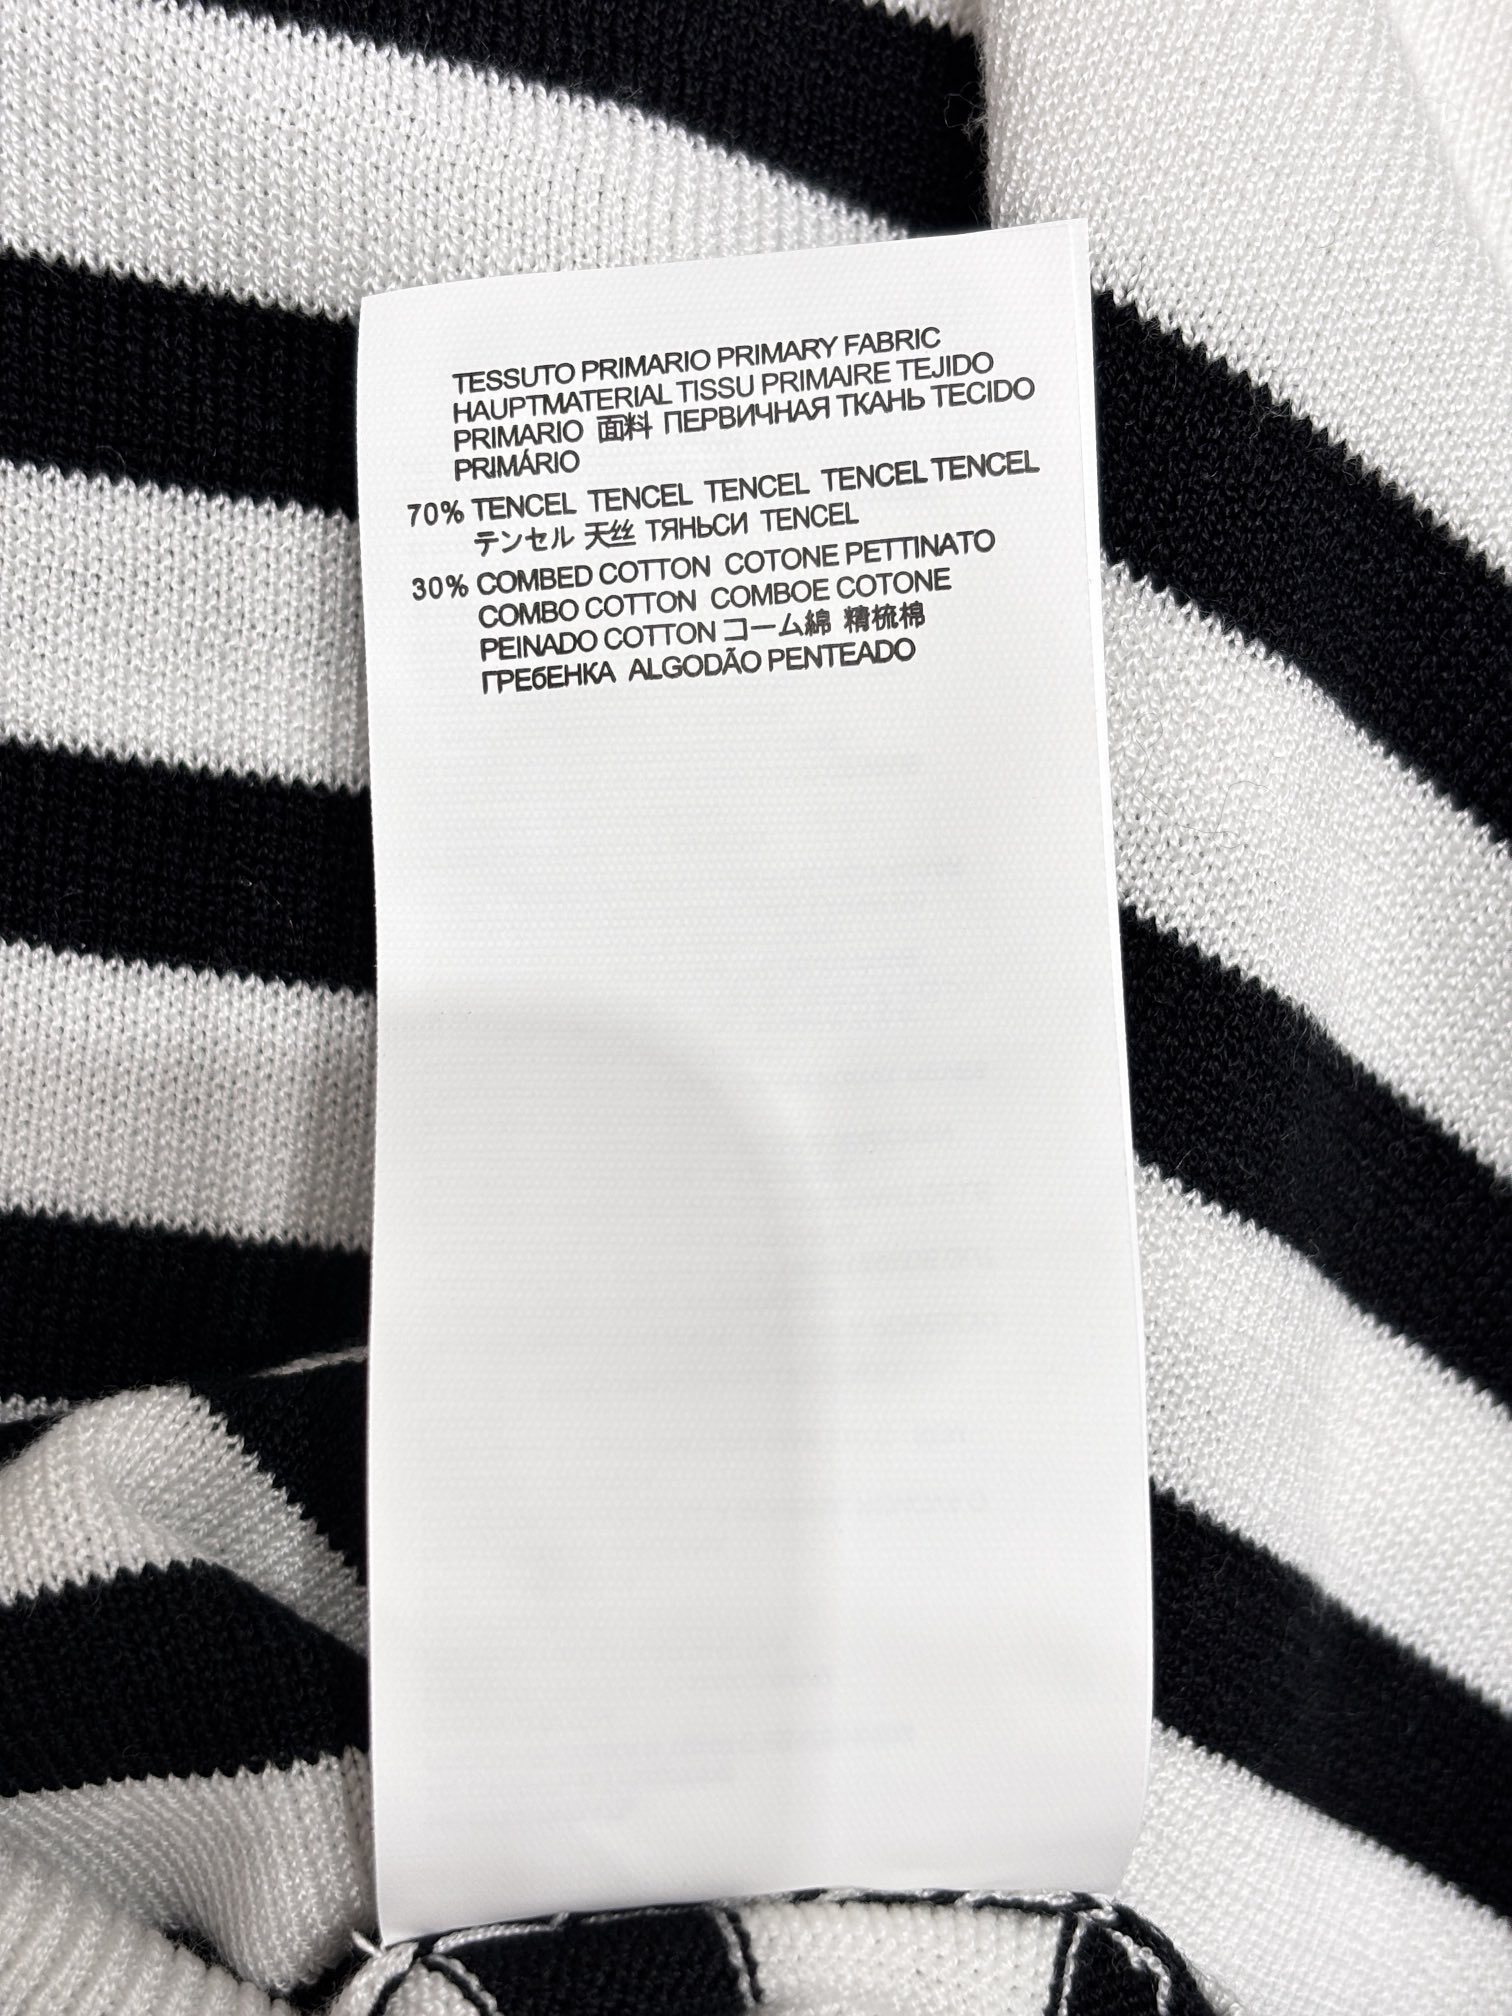 TESSUTO PRIMARIO PRIMARY FABRIC
HAUPTMATERIAL TISSU PRIMAIRE TEJIDO
PRIMARIO 面料 ПЕРВИЧНАЯ ТКАНЬ TECIDO
PRIMÁRIO
70% TENCEL TENCEL TENCEL TENCEL TENCEL
テンセル 天丝 ТЯНЬСИ TENCEL
30% COMBED COTTON COTONE PETTINATO
COMBO COTTON COMBOE COTONE
PEINADO COTTON コーム綿 精梳棉
ГРЕбЕНКА ALGODÃO PENTEADO